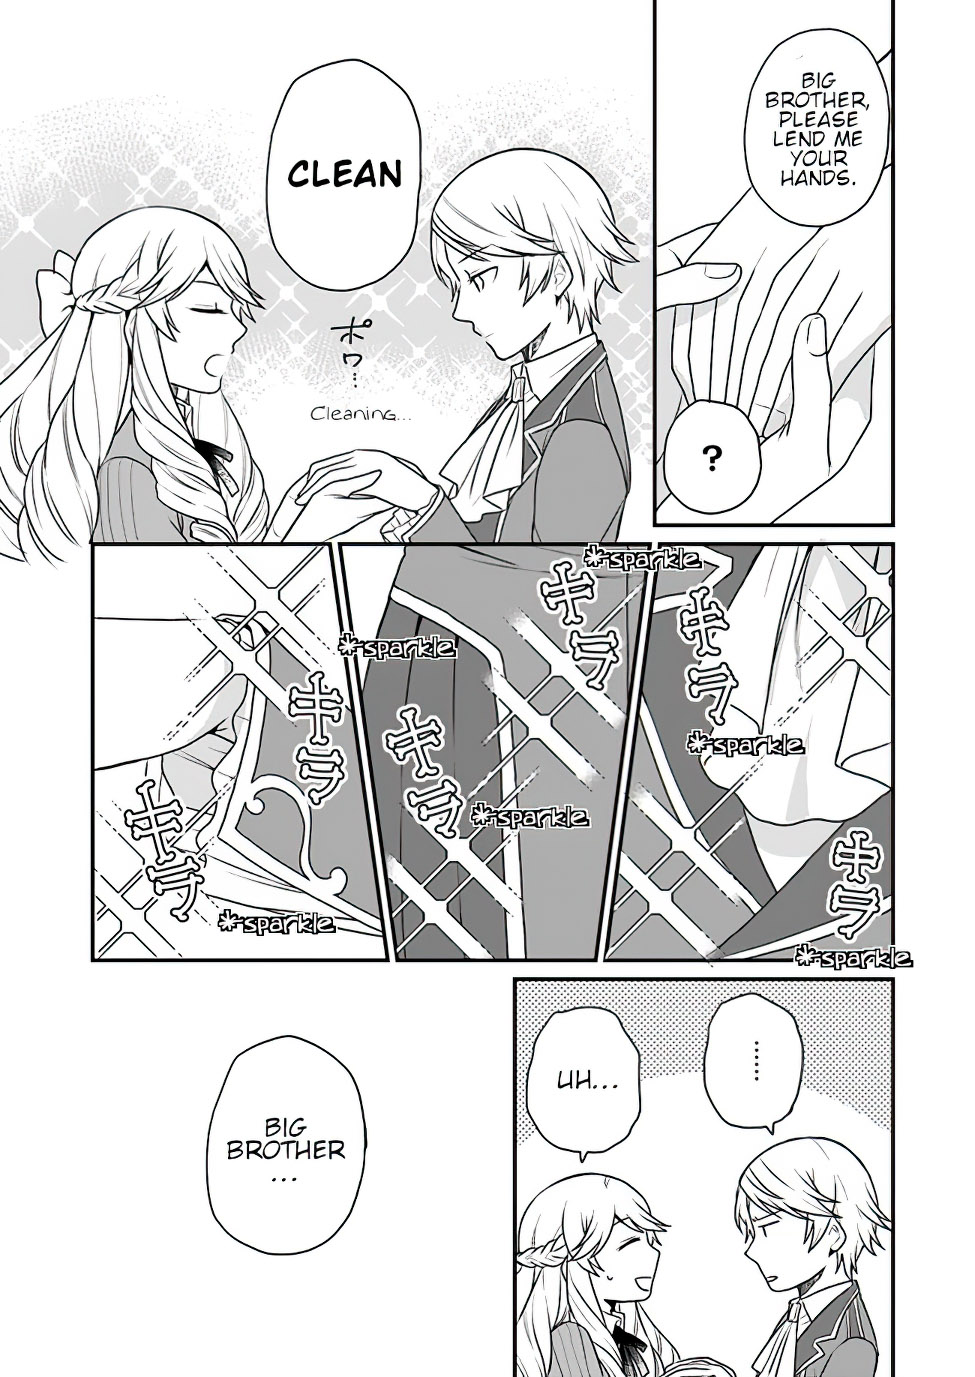 BIG
BROTHER,
PLEASE
LEND ME
YOUR
HANDS.
?
CLEAN
ポワ…
Cleaning...
*sparkle
キラ
キラ
*sparkle
キラ
*sparkle
*sparkle
キラ
*sparkle
キラ
キラ
*sparkle
.......
UH...
BIG
BROTHER
...